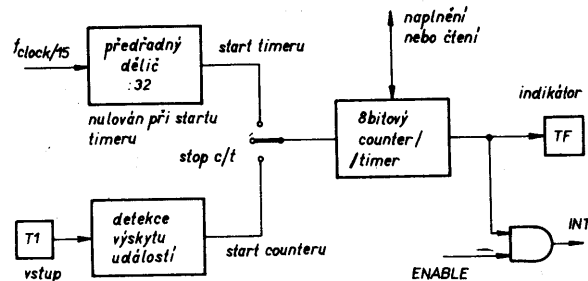 f clock/15
předřadný
dělič
:32
nulován při startu
timeru
start timeru
stop c/t
T1
vstup
detekce
výskytu
událostí
start counteru
naplnění
nebo čtení
8bitový
counter/
/timer
indikátor
TF
ENABLE
INT